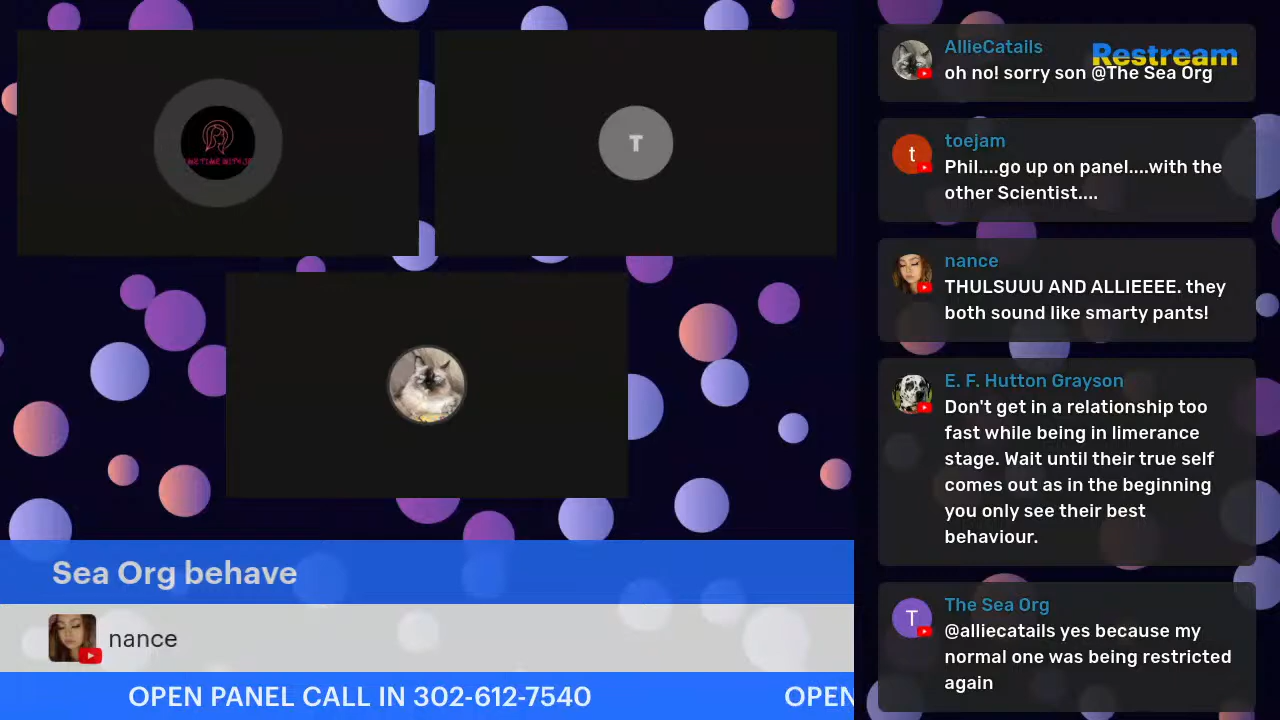 T
Sea Org behave
nance
OPEN PANEL CALL IN 302-612-7540
OPEN
Restream
AllieCatails
oh no! sorry son @The Sea Org
t
toejam
Phil....go up on panel....with the
other Scientist....
nance
THULSUUU AND ALLIEEEE. they
both sound like smarty pants!
E. F. Hutton Grayson
Don't get in a relationship too
fast while being in limerance
stage. Wait until their true self
comes out as in the beginning
you only see their best
behaviour.
T
The Sea Org
@alliecatails yes because my
normal one was being restricted
again